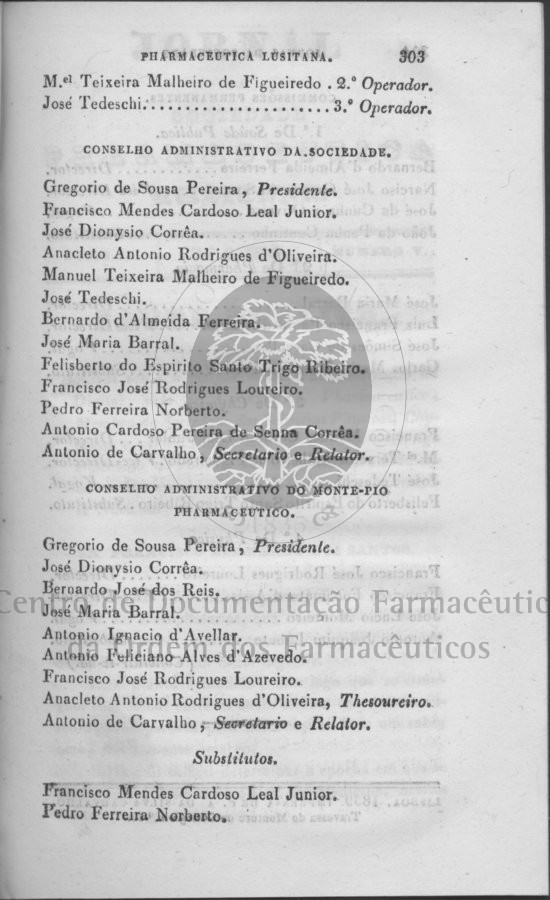 PHARMACEUTICA LUSITANA. 303
M.el Teixeira Malheiro de Figueiredo . 2.º Operador.
José Tedeschi........................3.º Operador.
CONSELHO ADMINISTRATIVO DA SOCIEDADE.
Gregorio de Sousa Pereira, Presidente.
Francisco Mendes Cardoso Leal Junior.
José Dionysio Corrêa.
Anacleto Antonio Rodrigues d'Oliveira.
Manuel Teixeira Malheiro de Figueiredo.
José Tedeschi.
Bernardo d'Almeida Ferreira.
José Maria Barral.
Felisberto do Espirito Santo Trigo Ribeiro.
Francisco José Rodrigues Loureiro.
Pedro Ferreira Norberto.
Antonio Cardoso Pereira de Senna Corrêa.
Antonio de Carvalho, Secretario e Relator.
CONSELHO ADMINISTRATIVO DO MONTE-PIO
PHARMACEUTICO.
Gregorio de Sousa Pereira, Presidente.
José Dionysio Corrêa.
Bernardo José dos Reis.
Centro de Documentação Farmacêutic
José Maria Barral.
Antonio Ignacio d'Avellar.
da Ordem dos Farmacêuticos
Antonio Feliciano Alves d'Azevedo.
Francisco José Rodrigues Loureiro.
Anacleto Antonio Rodrigues d'Oliveira, Thesoureiro.
Antonio de Carvalho, Secretario e Relator.
Substitutos.
Francisco Mendes Cardoso Leal Junior.
Pedro Ferreira Norberto.